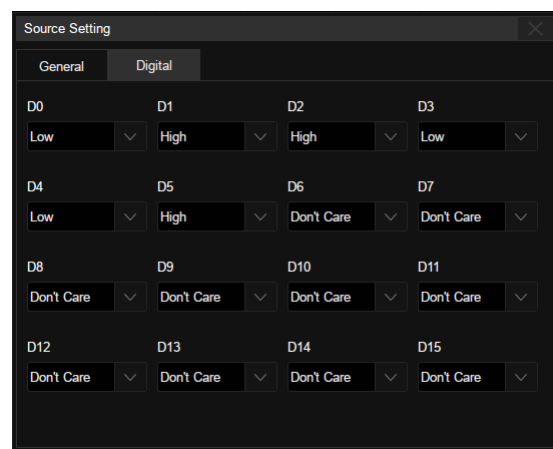 Source Setting
General Digital
D0 D1 D2 D3
Low High High Low
D4 D5 D6 D7
Low High Don't Care Don't Care
D8 D9 D10 D11
Don't Care Don't Care Don't Care Don't Care
D12 D13 D14 D15
Don't Care Don't Care Don't Care Don't Care